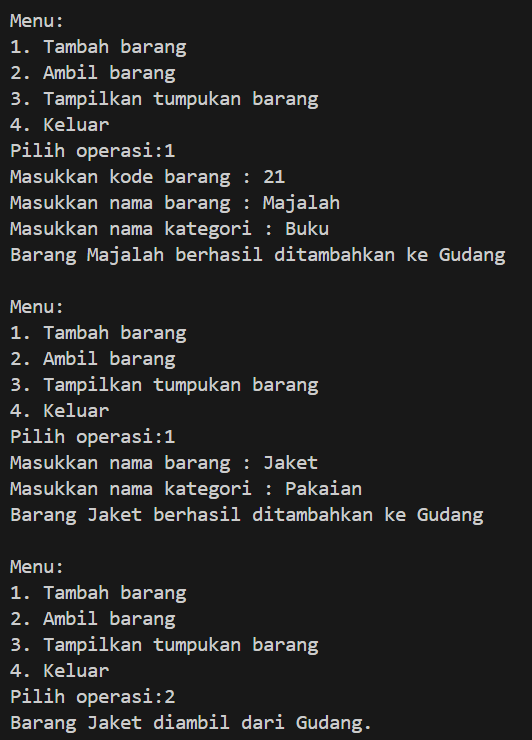 Menu:
1. Tambah barang
2. Ambil barang
3. Tampilkan tumpukan barang
4. Keluar
Pilih operasi:1
Masukkan kode barang : 21
Masukkan nama barang : Majalah
Masukkan nama kategori : Buku
Barang Majalah berhasil ditambahkan ke Gudang

Menu:
1. Tambah barang
2. Ambil barang
3. Tampilkan tumpukan barang
4. Keluar
Pilih operasi:1
Masukkan nama barang : Jaket
Masukkan nama kategori : Pakaian
Barang Jaket berhasil ditambahkan ke Gudang

Menu:
1. Tambah barang
2. Ambil barang
3. Tampilkan tumpukan barang
4. Keluar
Pilih operasi:2
Barang Jaket diambil dari Gudang.